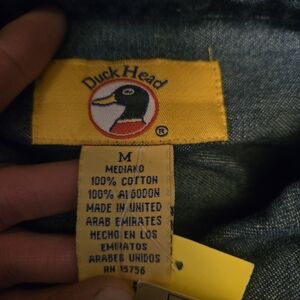 Duck Head
®
M
MEDIANO
100% COTTON
100% ALGODON
MADE IN UNITED
ARAB EMIRATES
HECHO EN LOS
EMIRATOS
ARABES UNIDOS
RN 15756